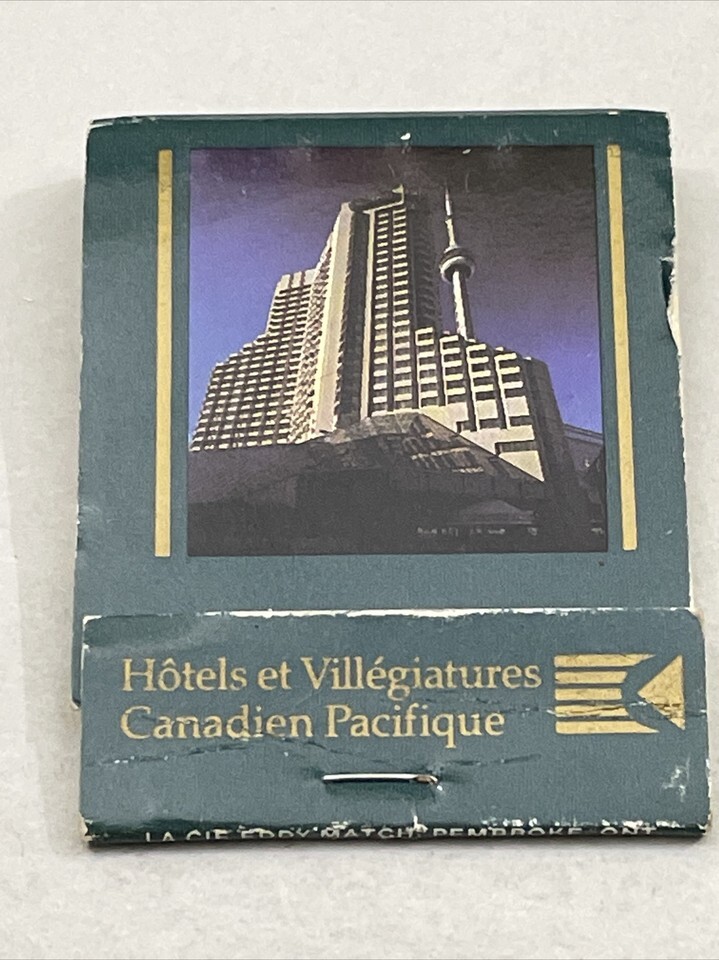 Hôtels et Villégiatures
Canadien Pacifique
LA CIE EDDY MATCH, PEMBROKE, ONT